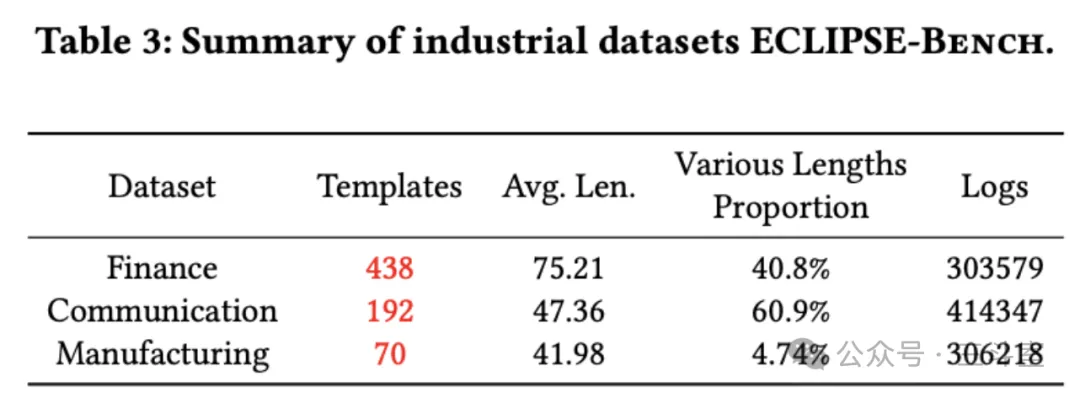 Table 3: Summary of industrial datasets ECLIPSE-BENCH.
Dataset Templates Avg. Len. Various Lengths Proportion Logs
Finance 438 75.21 40.8% 303579
Communication 192 47.36 60.9% 414347
Manufacturing 70 41.98 4.74% 306218
公众号